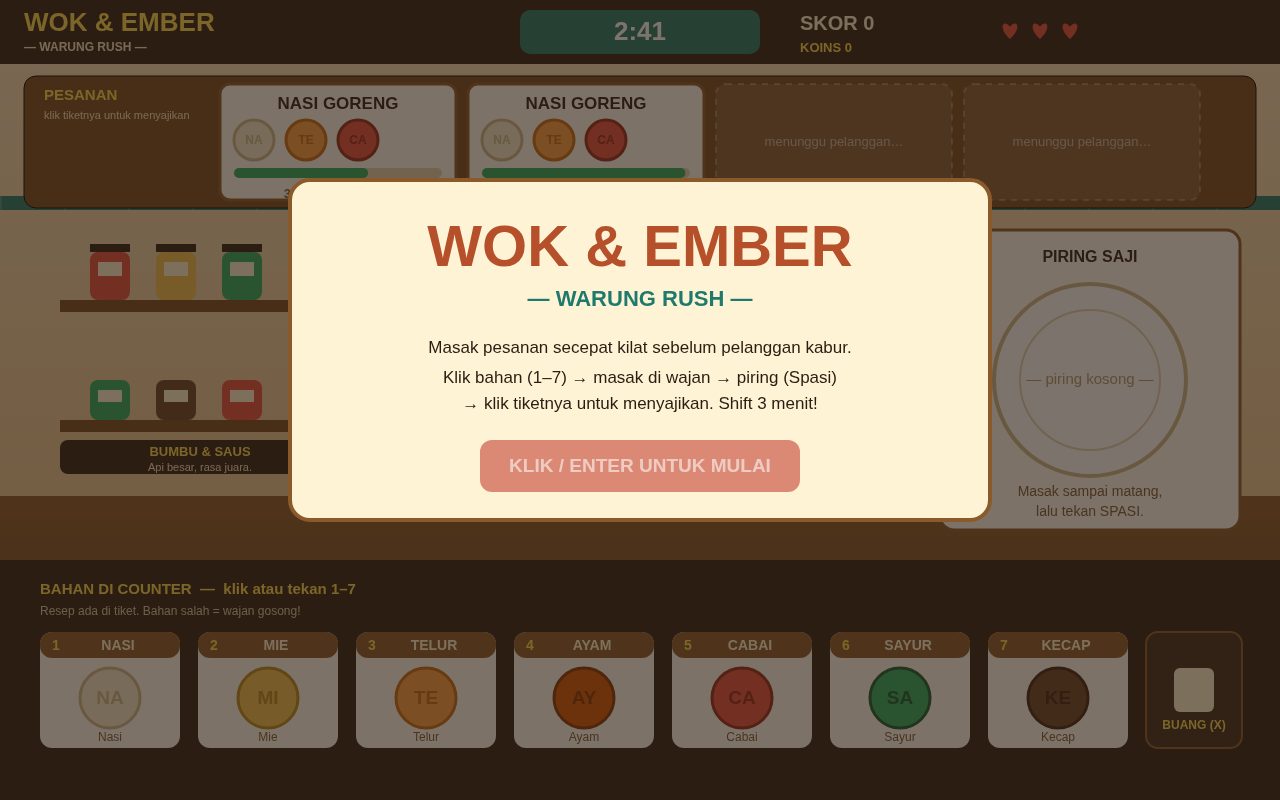 WOK & EMBER
— WARUNG RUSH —
2:41
SKOR 0
KOINS 0
PESANAN
klik tiketnya untuk menyajikan
NASI GORENG
NA TE CA
3
NASI GORENG
NA TE CA
menunggu pelanggan…
menunggu pelanggan…
WOK & EMBER
— WARUNG RUSH —
Masak pesanan secepat kilat sebelum pelanggan kabur.
Klik bahan (1–7) → masak di wajan → piring (Spasi)
→ klik tiketnya untuk menyajikan. Shift 3 menit!
KLIK / ENTER UNTUK MULAI
BUMBU & SAUS
Api besar, rasa juara.
PIRING SAJI
— piring kosong —
Masak sampai matang,
lalu tekan SPASI.
BAHAN DI COUNTER — klik atau tekan 1–7
Resep ada di tiket. Bahan salah = wajan gosong!
1 NASI
NA
Nasi
2 MIE
MI
Mie
3 TELUR
TE
Telur
4 AYAM
AY
Ayam
5 CABAI
CA
Cabai
6 SAYUR
SA
Sayur
7 KECAP
KE
Kecap
BUANG (X)